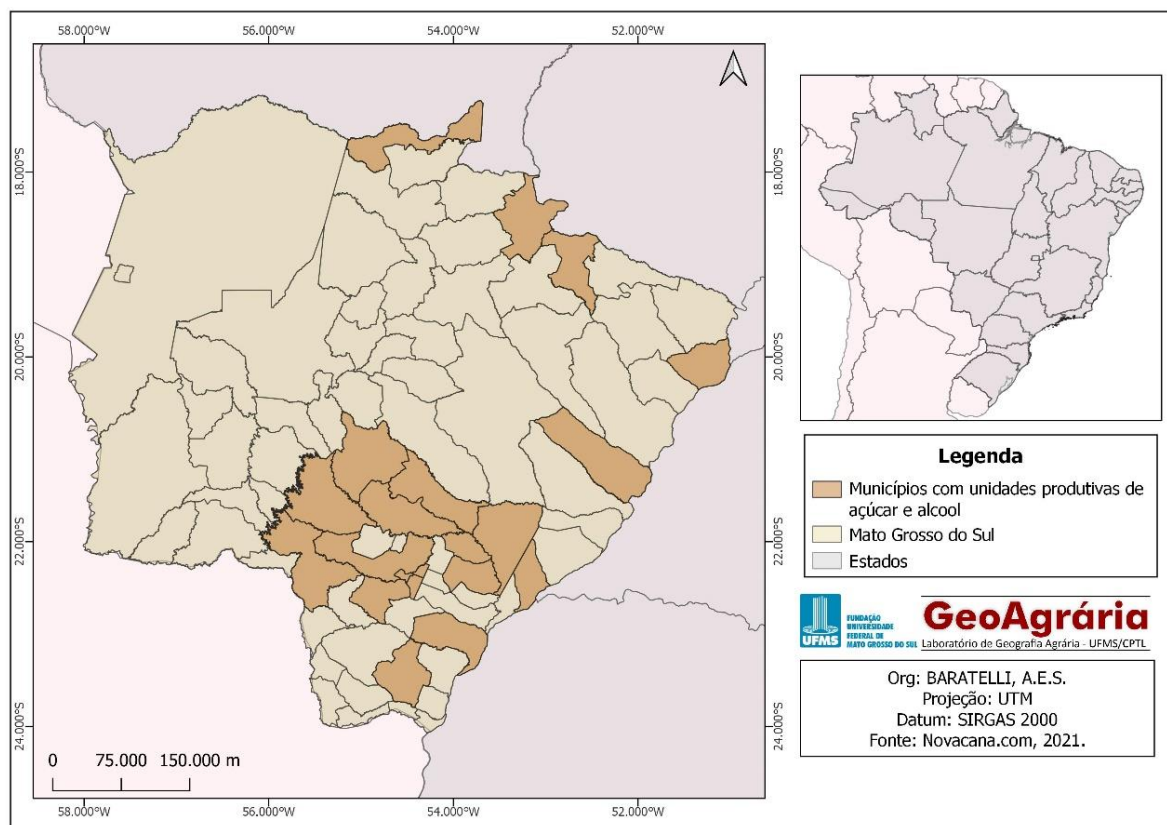 58.000°W
56.000°W
54.000°W
52.000°W
18.000°S
18.000°S
20.000°S
20.000°S
22.000°S
22.000°S
24.000°S
24.000°S
0 75.000 150.000 m
58.000°W
56.000°W
54.000°W
52.000°W
Legenda
Municípios com unidades produtivas de
açúcar e alcool
Mato Grosso do Sul
Estados
UFMS
FUNDAÇÃO
UNIVERSIDADE
FEDERAL DE
MATO GROSSO DO SUL
GeoAgrária
Laboratório de Geografia Agrária - UFMS/CPTL
Org: BARATELLI, A.E.S.
Projeção: UTM
Datum: SIRGAS 2000
Fonte: Novacana.com, 2021.